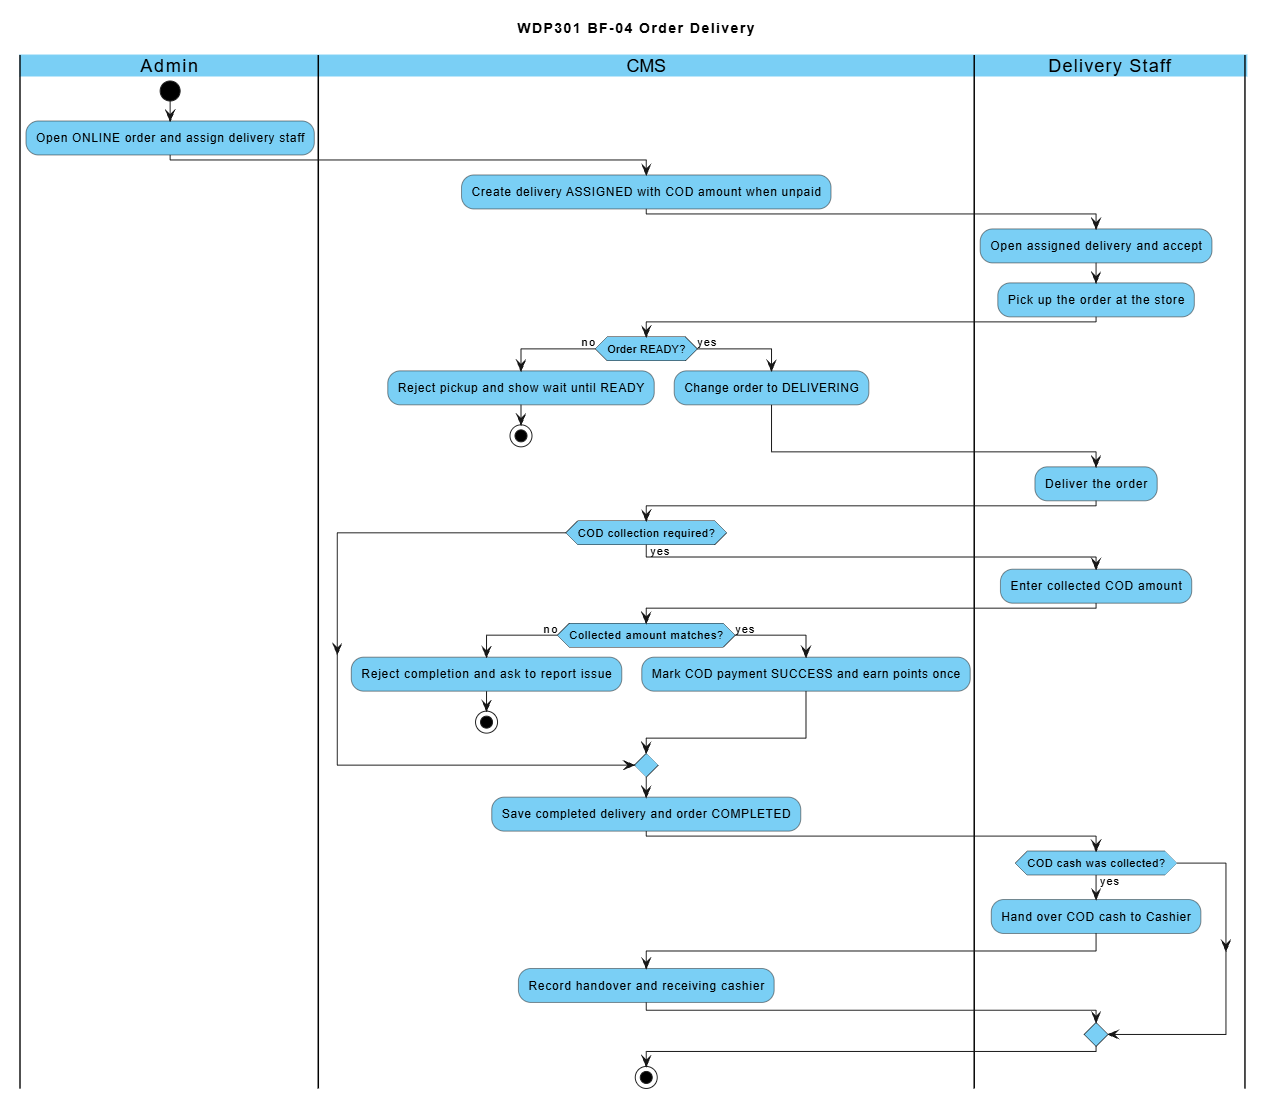 WDP301 BF-04 Order Delivery
Admin
CMS
Delivery Staff
Open ONLINE order and assign delivery staff
Create delivery ASSIGNED with COD amount when unpaid
Open assigned delivery and accept
Pick up the order at the store
no
Order READY?
yes
Reject pickup and show wait until READY
Change order to DELIVERING
Deliver the order
COD collection required?
yes
Enter collected COD amount
no
Collected amount matches?
yes
Reject completion and ask to report issue
Mark COD payment SUCCESS and earn points once
Save completed delivery and order COMPLETED
COD cash was collected?
yes
Hand over COD cash to Cashier
Record handover and receiving cashier